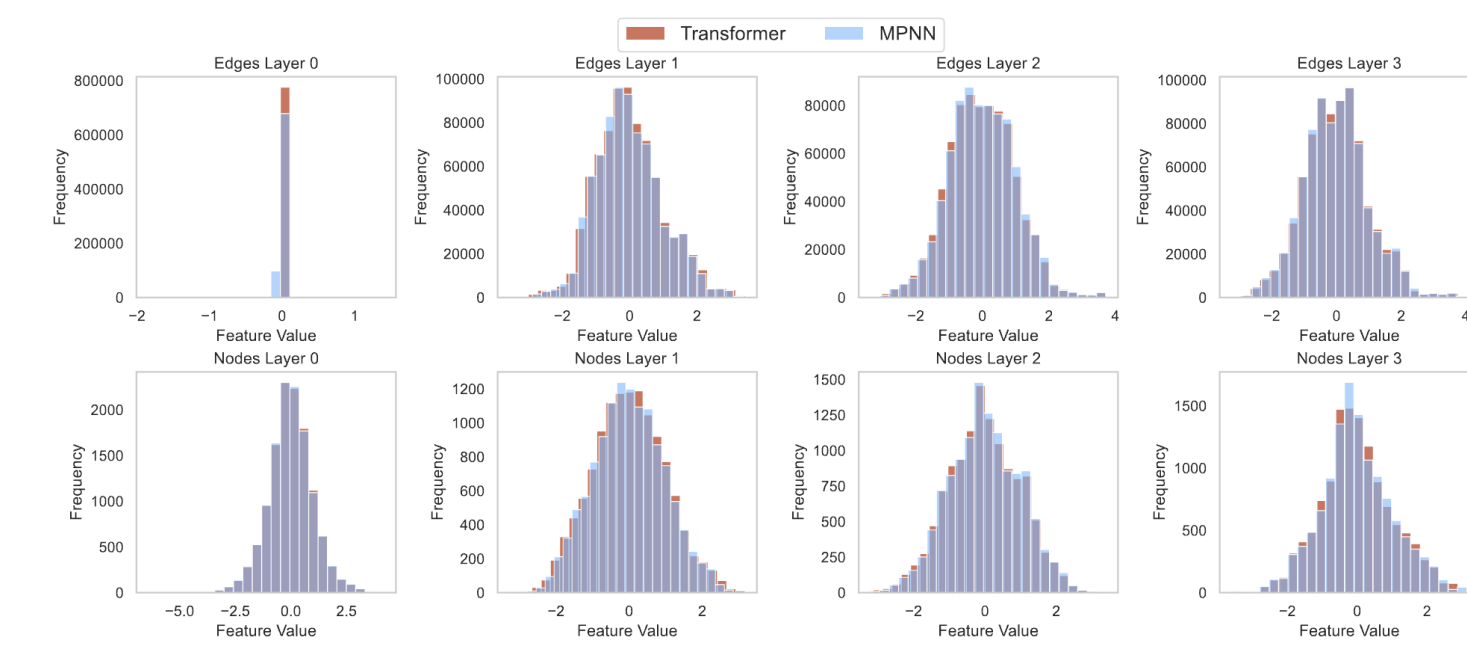 Transformer MPNN
Edges Layer 0 Edges Layer 1 Edges Layer 2 Edges Layer 3
Frequency
800000
600000
400000
200000
0
−2 −1 0 1
Feature Value
Frequency
100000
80000
60000
40000
20000
0
−2 0 2
Feature Value
Frequency
80000
60000
40000
20000
0
−2 0 2 4
Feature Value
Frequency
100000
80000
60000
40000
20000
0
−2 0 2 4
Feature Value
Nodes Layer 0 Nodes Layer 1 Nodes Layer 2 Nodes Layer 3
Frequency
2000
1500
1000
500
0
−5.0 −2.5 0.0 2.5
Feature Value
Frequency
1200
1000
800
600
400
200
0
−2 0 2
Feature Value
Frequency
1500
1250
1000
750
500
250
0
−2 0 2
Feature Value
Frequency
1500
1000
500
0
−2 0 2
Feature Value